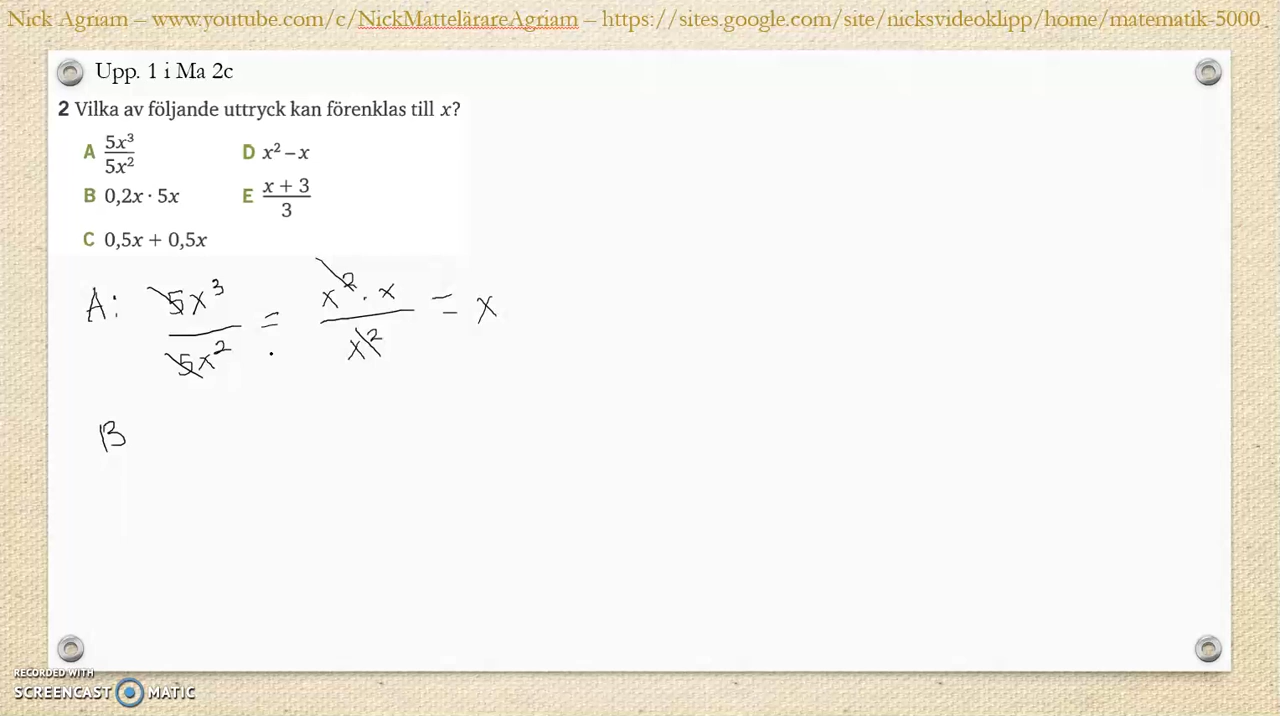 Nick Agriam – www.youtube.com/c/NickMattelärareAgriam – https://sites.google.com/site/nicksvideoklipp/home/matematik-5000
Upp. 1 i Ma 2c
2 Vilka av följande uttryck kan förenklas till x?
A 5x³/5x²
D x² – x
B 0,2x · 5x
E (x + 3)/3
C 0,5x + 0,5x
A: 5x³/5x² = x² · x/x² = x
B
RECORDED WITH
SCREENCAST MATIC